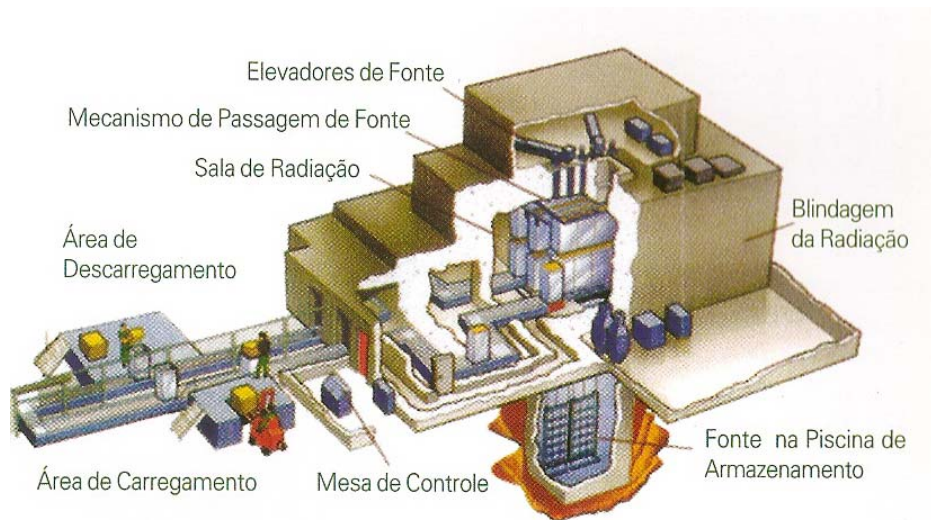 Elevadores de Fonte
Mecanismo de Passagem de Fonte
Sala de Radiação
Área de
Descarregamento
Blindagem
da Radiação
Área de Carregamento
Mesa de Controle
Fonte na Piscina de
Armazenamento